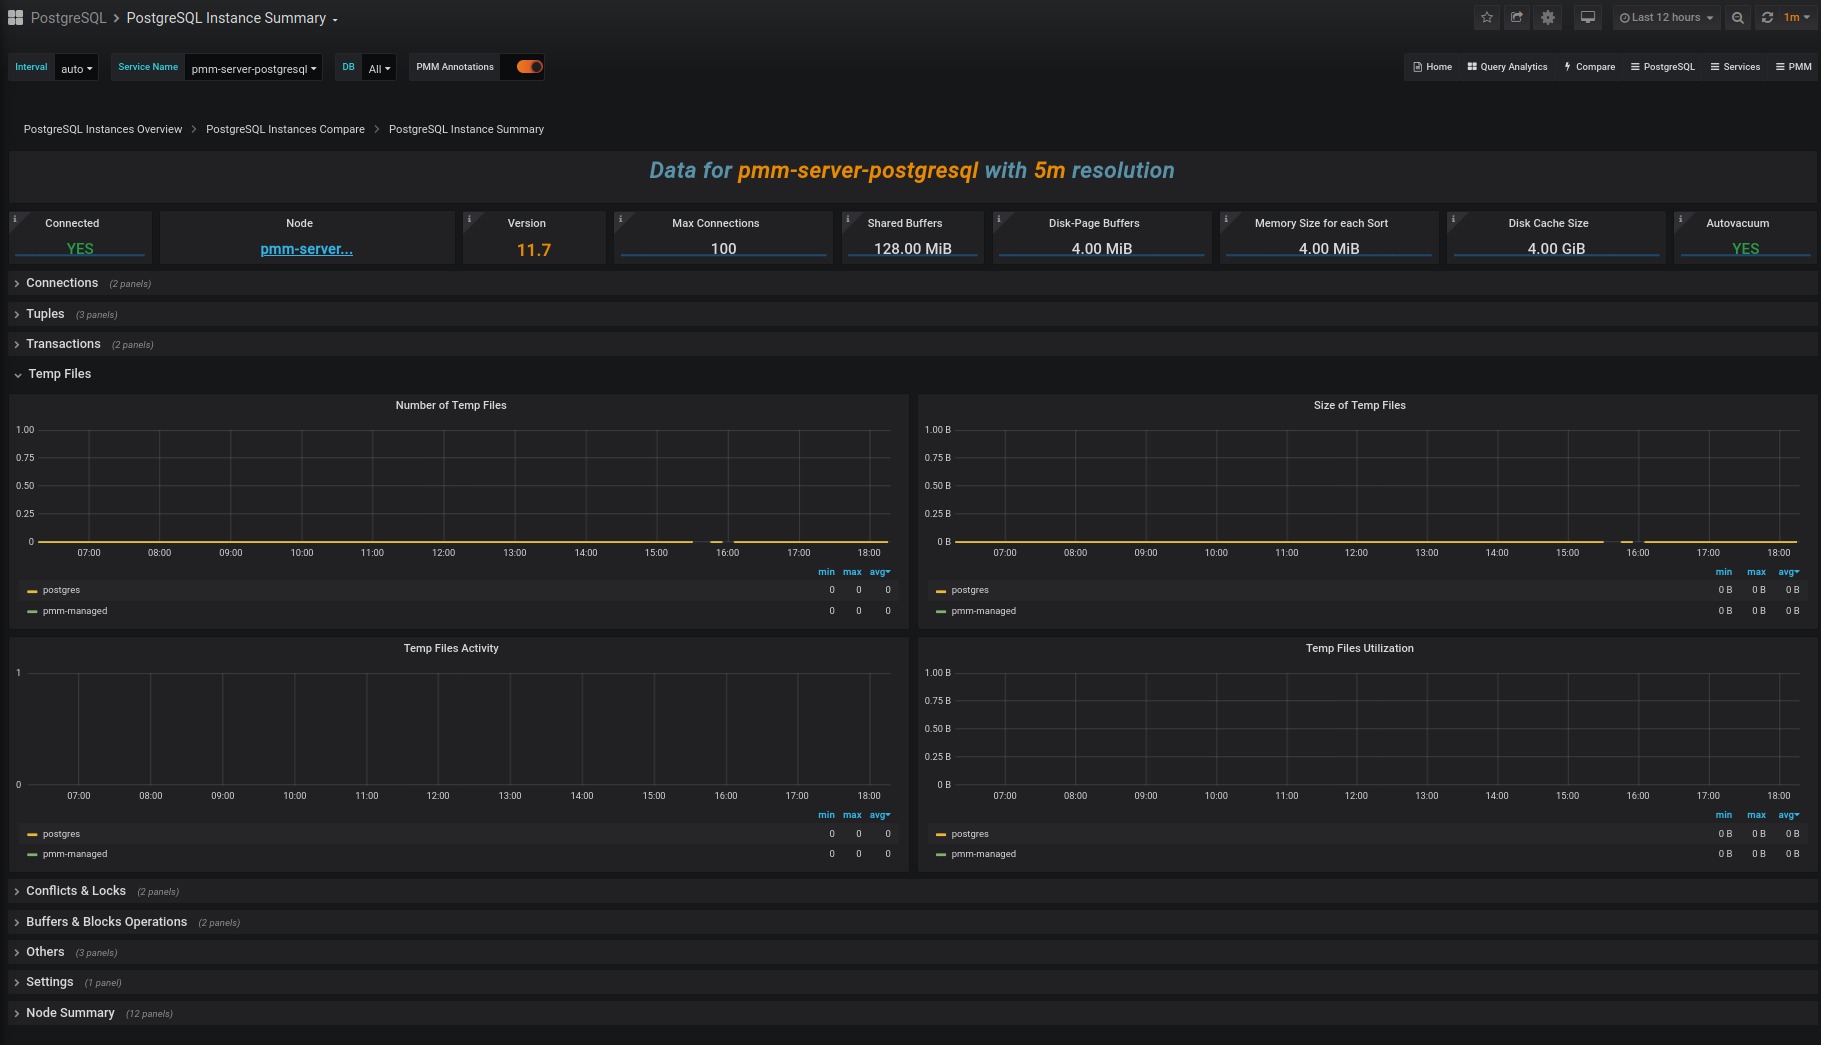 PostgreSQL > PostgreSQL Instance Summary
Last 12 hours
1m
Interval auto Service Name pmm-server-postgresql DB All PMM Annotations
Home Query Analytics Compare PostgreSQL Services PMM
PostgreSQL Instances Overview > PostgreSQL Instances Compare > PostgreSQL Instance Summary
Data for pmm-server-postgresql with 5m resolution
Connected
YES
Node
pmm-server...
Version
11.7
Max Connections
100
Shared Buffers
128.00 MiB
Disk-Page Buffers
4.00 MiB
Memory Size for each Sort
4.00 MiB
Disk Cache Size
4.00 GiB
Autovacuum
YES
Connections (2 panels)
Tuples (3 panels)
Transactions (2 panels)
Temp Files
Number of Temp Files
1.00
0.75
0.50
0.25
0
07:00 08:00 09:00 10:00 11:00 12:00 13:00 14:00 15:00 16:00 17:00 18:00
min max avg
postgres 0 0 0
pmm-managed 0 0 0
Size of Temp Files
1.00 B
0.75 B
0.50 B
0.25 B
0 B
07:00 08:00 09:00 10:00 11:00 12:00 13:00 14:00 15:00 16:00 17:00 18:00
min max avg
postgres 0 B 0 B 0 B
pmm-managed 0 B 0 B 0 B
Temp Files Activity
1
0
07:00 08:00 09:00 10:00 11:00 12:00 13:00 14:00 15:00 16:00 17:00 18:00
min max avg
postgres 0 0 0
pmm-managed 0 0 0
Temp Files Utilization
1.00 B
0.75 B
0.50 B
0.25 B
0 B
07:00 08:00 09:00 10:00 11:00 12:00 13:00 14:00 15:00 16:00 17:00 18:00
min max avg
postgres 0 B 0 B 0 B
pmm-managed 0 B 0 B 0 B
Conflicts & Locks (2 panels)
Buffers & Blocks Operations (2 panels)
Others (3 panels)
Settings (1 panel)
Node Summary (12 panels)